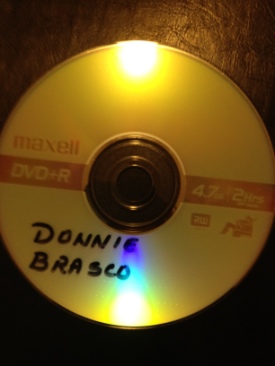 maxell
DVD+R
4.7GB 2Hrs
DONNIE
BRASCO